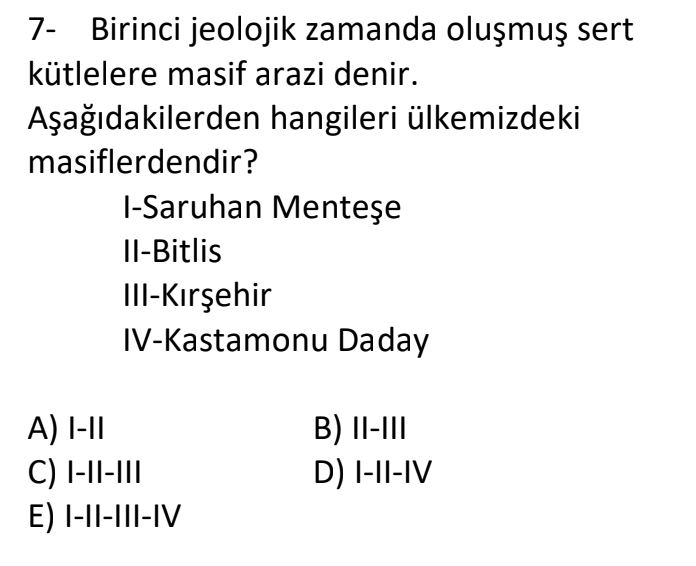 7- Birinci jeolojik zamanda oluşmuş sert
kütlelere masif arazi denir.
Aşağıdakilerden hangileri ülkemizdeki
masiflerdendir?
I-Saruhan Menteşe
II-Bitlis
III-Kırşehir
IV-Kastamonu Daday
A) I-II B) II-III
C) I-II-III D) I-II-IV
E) I-II-III-IV